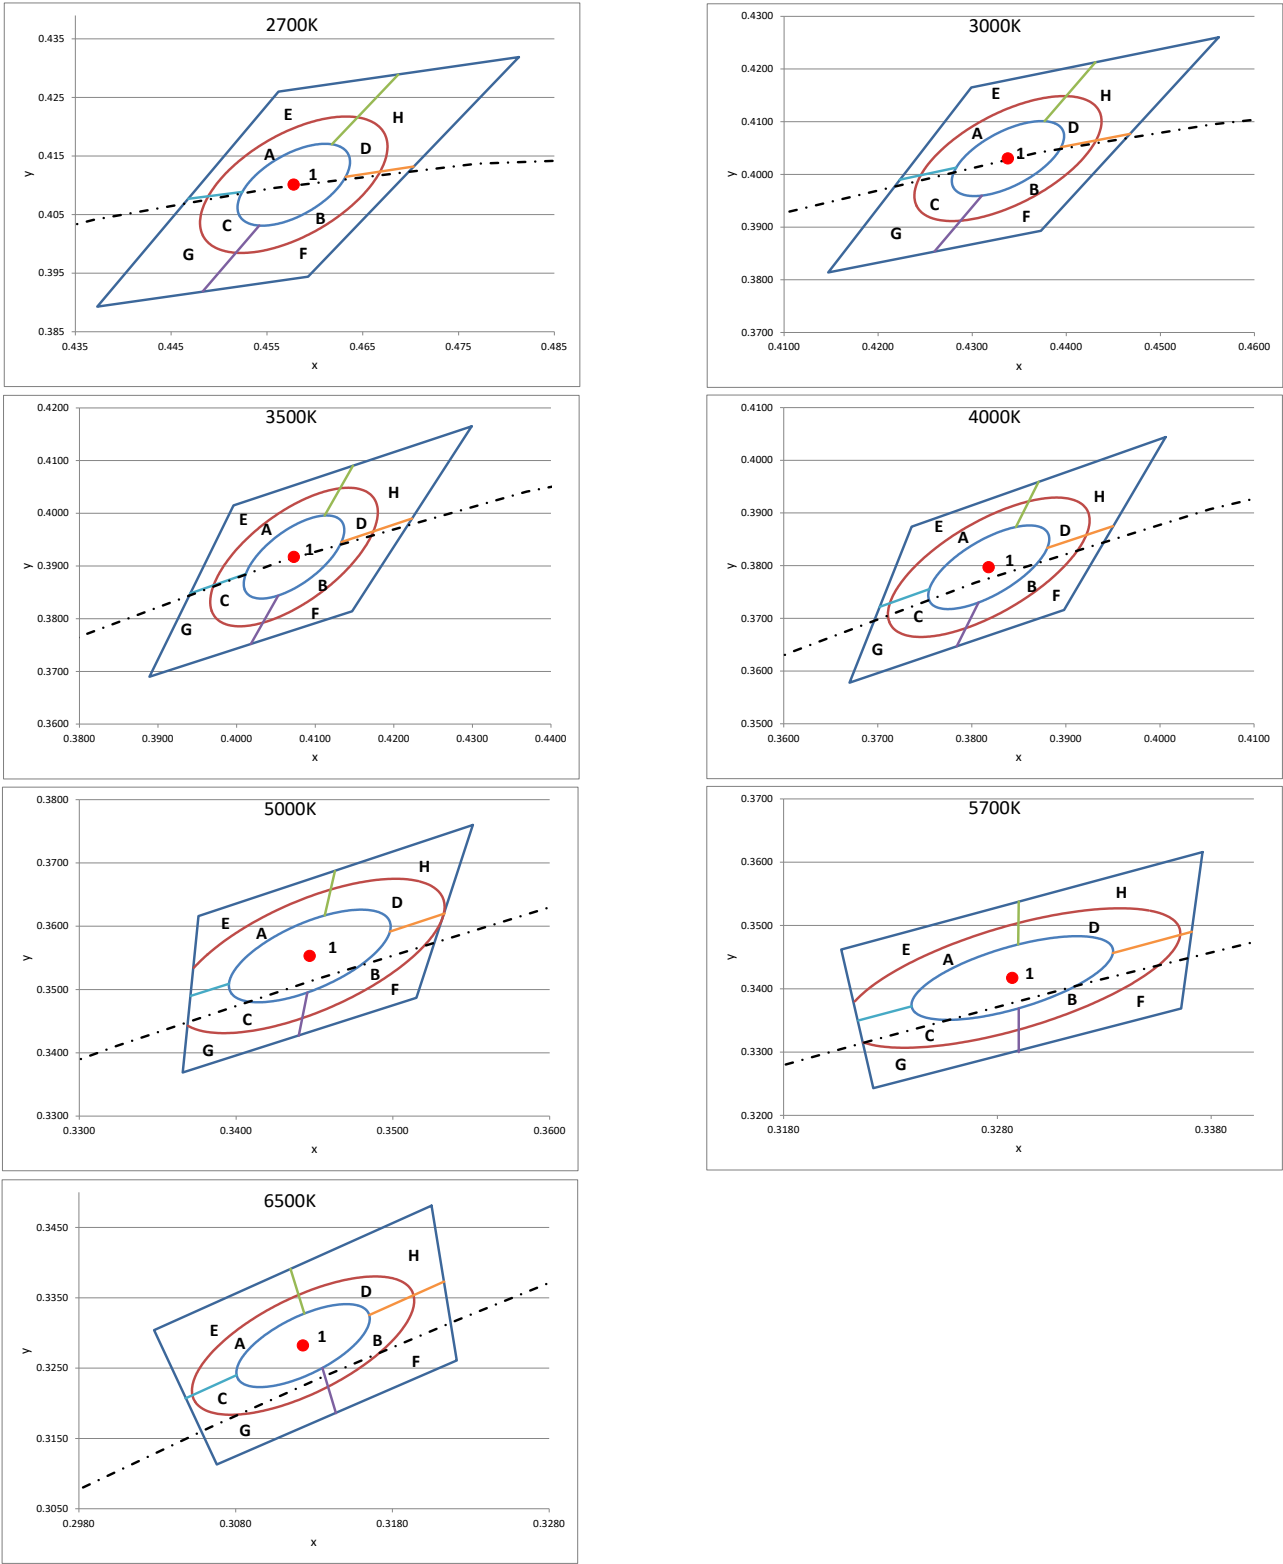 2700K
0.435
0.425
0.415
0.405
0.395
0.385
y
E
H
A
D
1
C
B
G
F
0.435 0.445 0.455 0.465 0.475 0.485
x
3000K
0.4300
0.4200
0.4100
0.4000
0.3900
0.3800
0.3700
y
E
H
A
D
1
B
C
F
G
0.4100 0.4200 0.4300 0.4400 0.4500 0.4600
x
3500K
0.4200
0.4100
0.4000
0.3900
0.3800
0.3700
0.3600
y
H
E
A
D
1
B
C
F
G
0.3800 0.3900 0.4000 0.4100 0.4200 0.4300 0.4400
x
4000K
0.4100
0.4000
0.3900
0.3800
0.3700
0.3600
0.3500
y
H
E
A
D
1
B
F
C
G
0.3600 0.3700 0.3800 0.3900 0.4000 0.4100
x
5000K
0.3800
0.3700
0.3600
0.3500
0.3400
0.3300
y
H
D
E
A
1
B
F
C
G
0.3300 0.3400 0.3500 0.3600
x
5700K
0.3700
0.3600
0.3500
0.3400
0.3300
0.3200
y
H
D
E
A
1
B
F
C
G
0.3180 0.3280 0.3380
x
6500K
0.3450
0.3350
0.3250
0.3150
0.3050
y
H
D
E
A
1
B
F
C
G
0.2980 0.3080 0.3180 0.3280
x